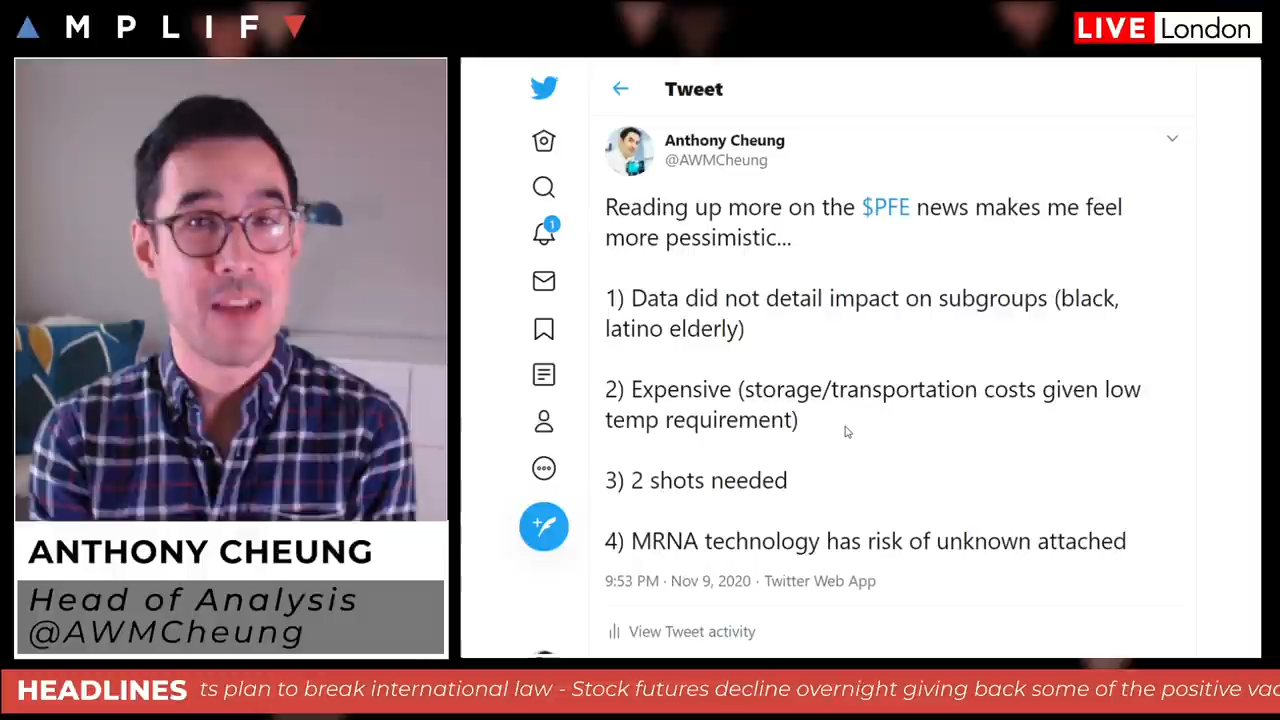 AMPLIFY
LIVE London
Tweet
Anthony Cheung
@AWMCheung
Reading up more on the $PFE news makes me feel
more pessimistic...
1) Data did not detail impact on subgroups (black,
latino elderly)
2) Expensive (storage/transportation costs given low
temp requirement)
3) 2 shots needed
4) MRNA technology has risk of unknown attached
9:53 PM · Nov 9, 2020 · Twitter Web App
View Tweet activity
1
ANTHONY CHEUNG
Head of Analysis
@AWMCheung
HEADLINES ts plan to break international law - Stock futures decline overnight giving back some of the positive vac